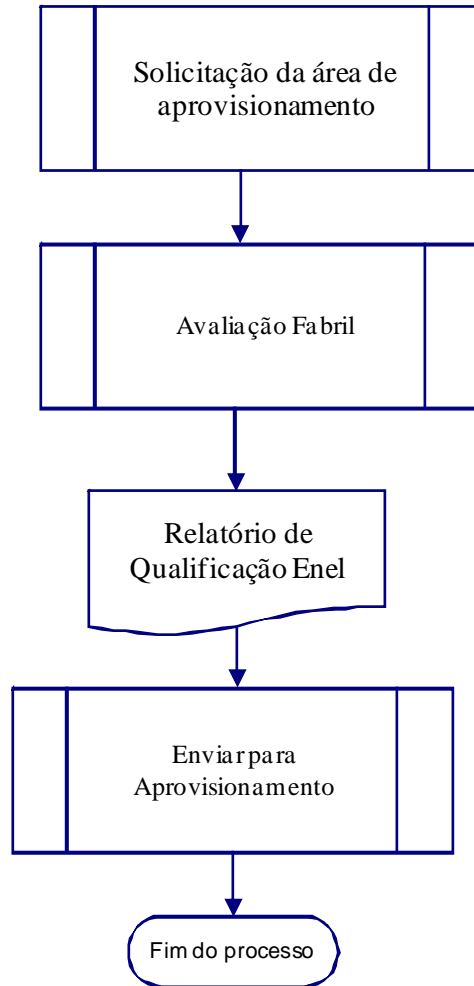 Solicitação da área de
aprovisionamento
Avaliação Fabril
Relatório de
Qualificação Enel
Enviar para
Aprovisionamento
Fim do processo